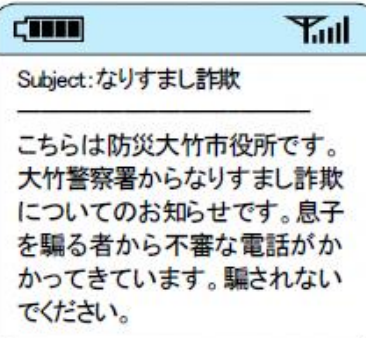 Subject:なりすまし詐欺
こちらは防災大竹市役所です。
大竹警察署からなりすまし詐欺
についてのお知らせです。息子
を騙る者から不審な電話がか
かってきています。騙されない
でください。